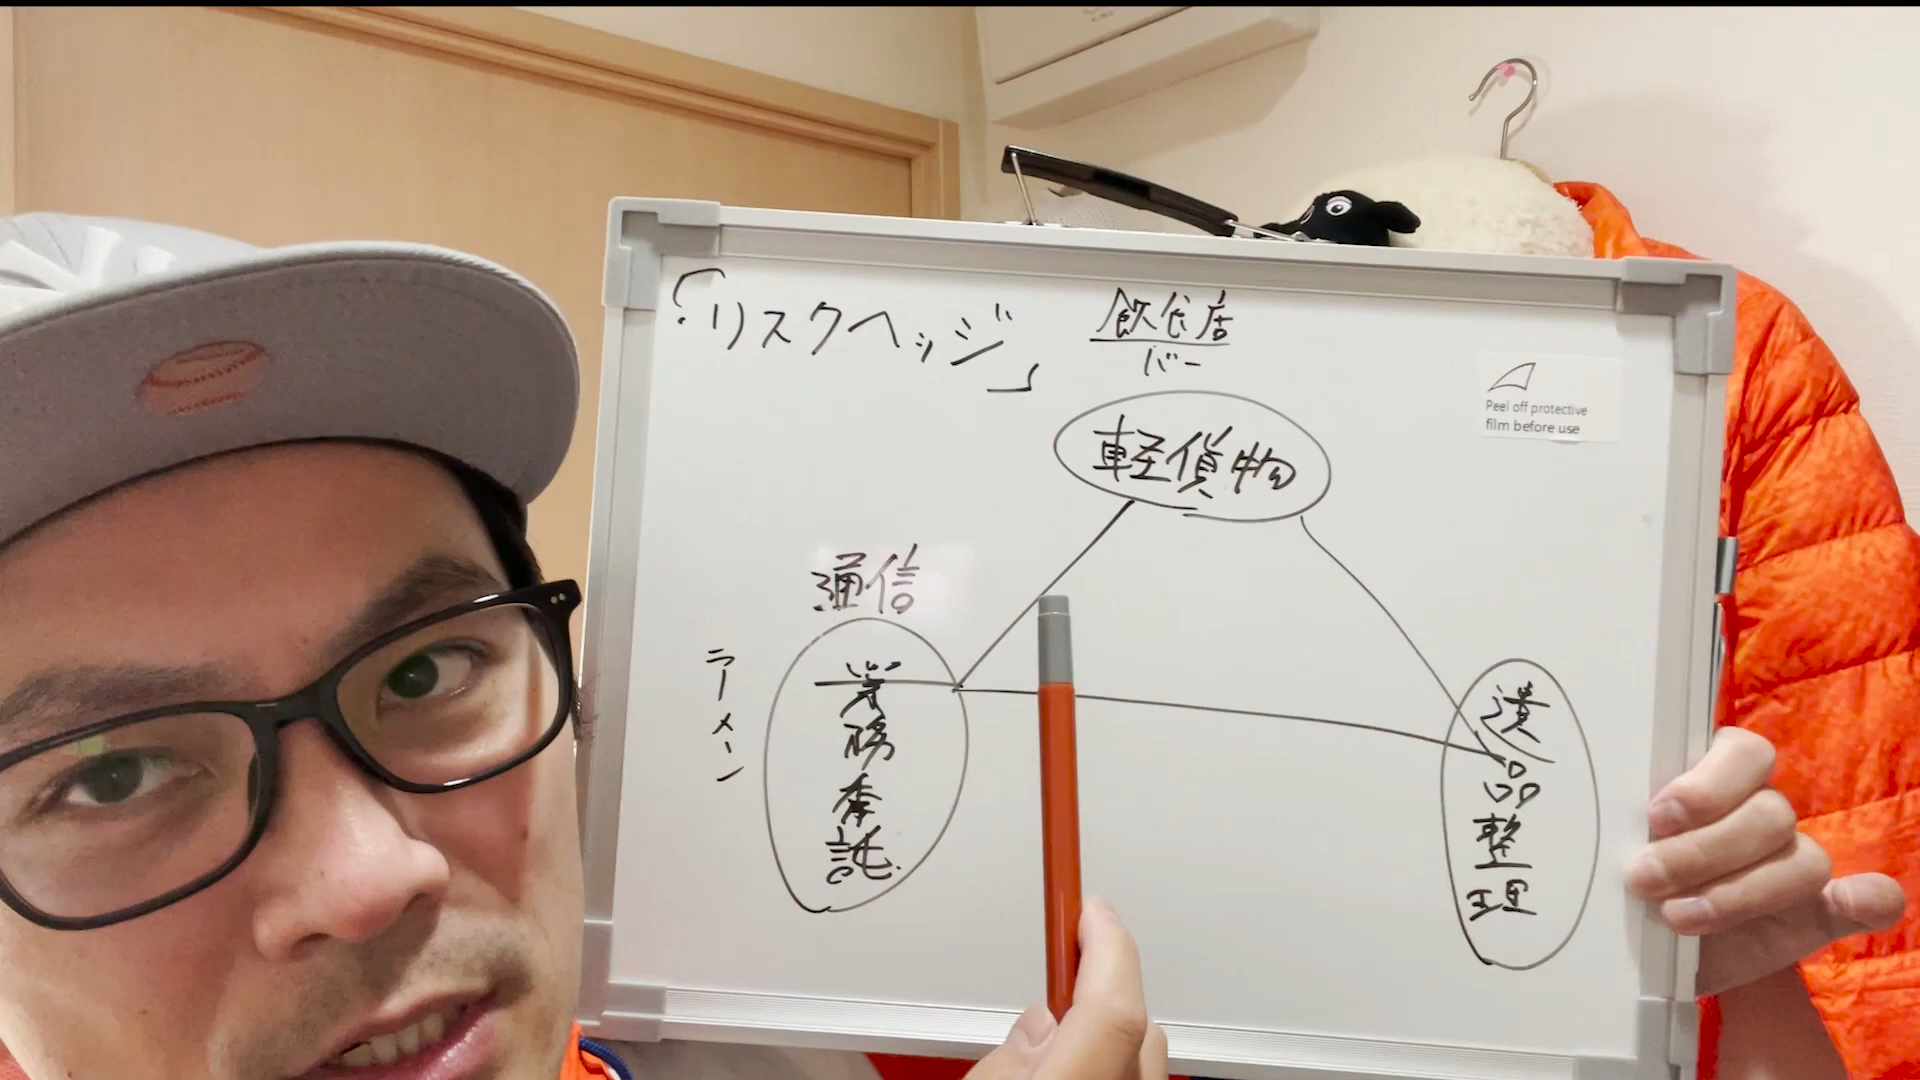 「リスクヘッジ」
飲食店
バー
Peel off protective
film before use
軽貨物
通信
ラーメン
業務委託
遺品整理